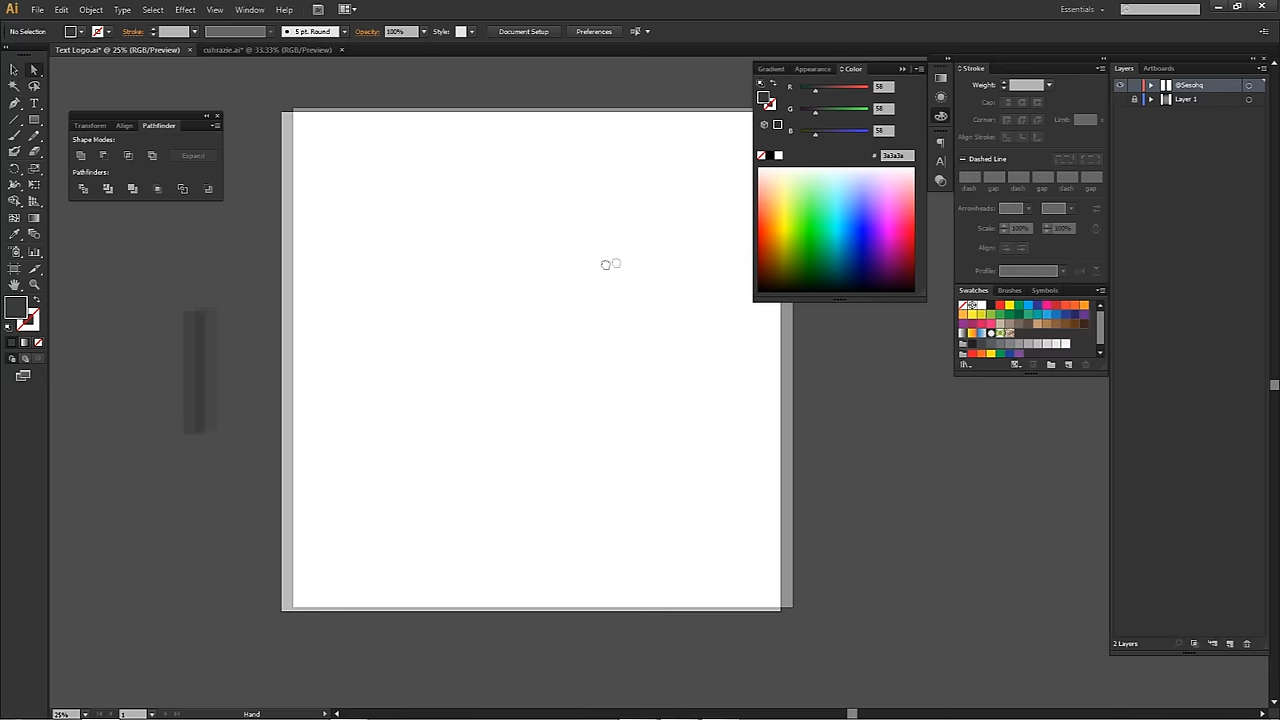 Ai File Edit Object Type Select Effect View Window Help Essentials
No Selection Stroke: 5 pt. Round Opacity: 100% Style: Document Setup Preferences
Text Logo.ai* @ 25% (RGB/Preview) × @ 33.33% (RGB/Preview) ×
Transform Align Pathfinder
Shape Modes:
Expand
Pathfinders:
Gradient Appearance Color
R 58
G 58
B 58
# 3a3a3a
Stroke
Weight:
Cap:
Corner: Limit:
Align Stroke:
Dashed Line
dash gap dash gap dash gap
Arrowheads:
Scale: 100% 100%
Align:
Profile:
Swatches Brushes Symbols
Layers Artboards
@Sesohq
Layer 1
2 Layers
25% 1 Hand